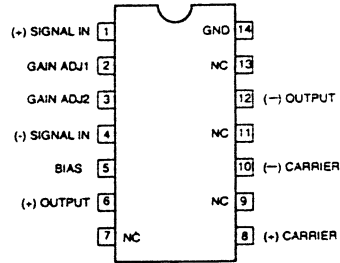 (+) SIGNAL IN 1
GND 14
GAIN ADJ1 2
NC 13
GAIN ADJ2 3
12 (—) OUTPUT
(-) SIGNAL IN 4
NC 11
BIAS 5
10 (—) CARRIER
(+) OUTPUT 6
NC 9
7 NC
8 (+) CARRIER